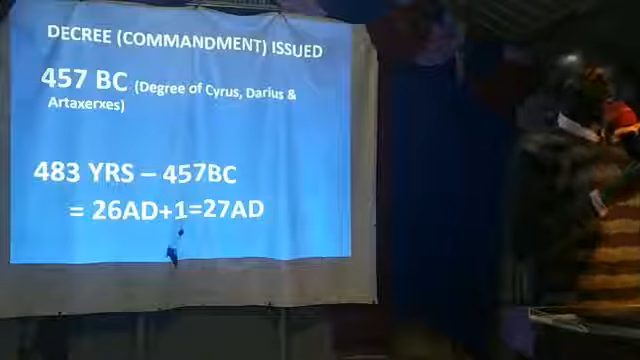 DECREE (COMMANDMENT) ISSUED
457 BC (Degree of Cyrus, Darius &
Artaxerxes)
483 YRS – 457BC
= 26AD+1=27AD